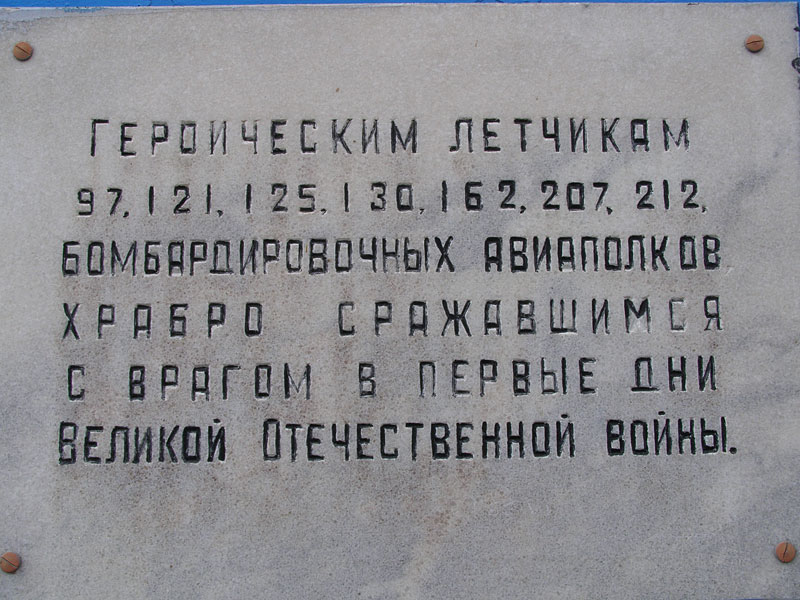 ГЕРОИЧЕСКИМ ЛЕТЧИКАМ
97, 121, 125, 130, 162, 207, 212,
БОМБАРДИРОВОЧНЫХ АВИАПОЛКОВ,
ХРАБРО СРАЖАВШИМСЯ
С ВРАГОМ В ПЕРВЫЕ ДНИ
ВЕЛИКОЙ ОТЕЧЕСТВЕННОЙ ВОЙНЫ.